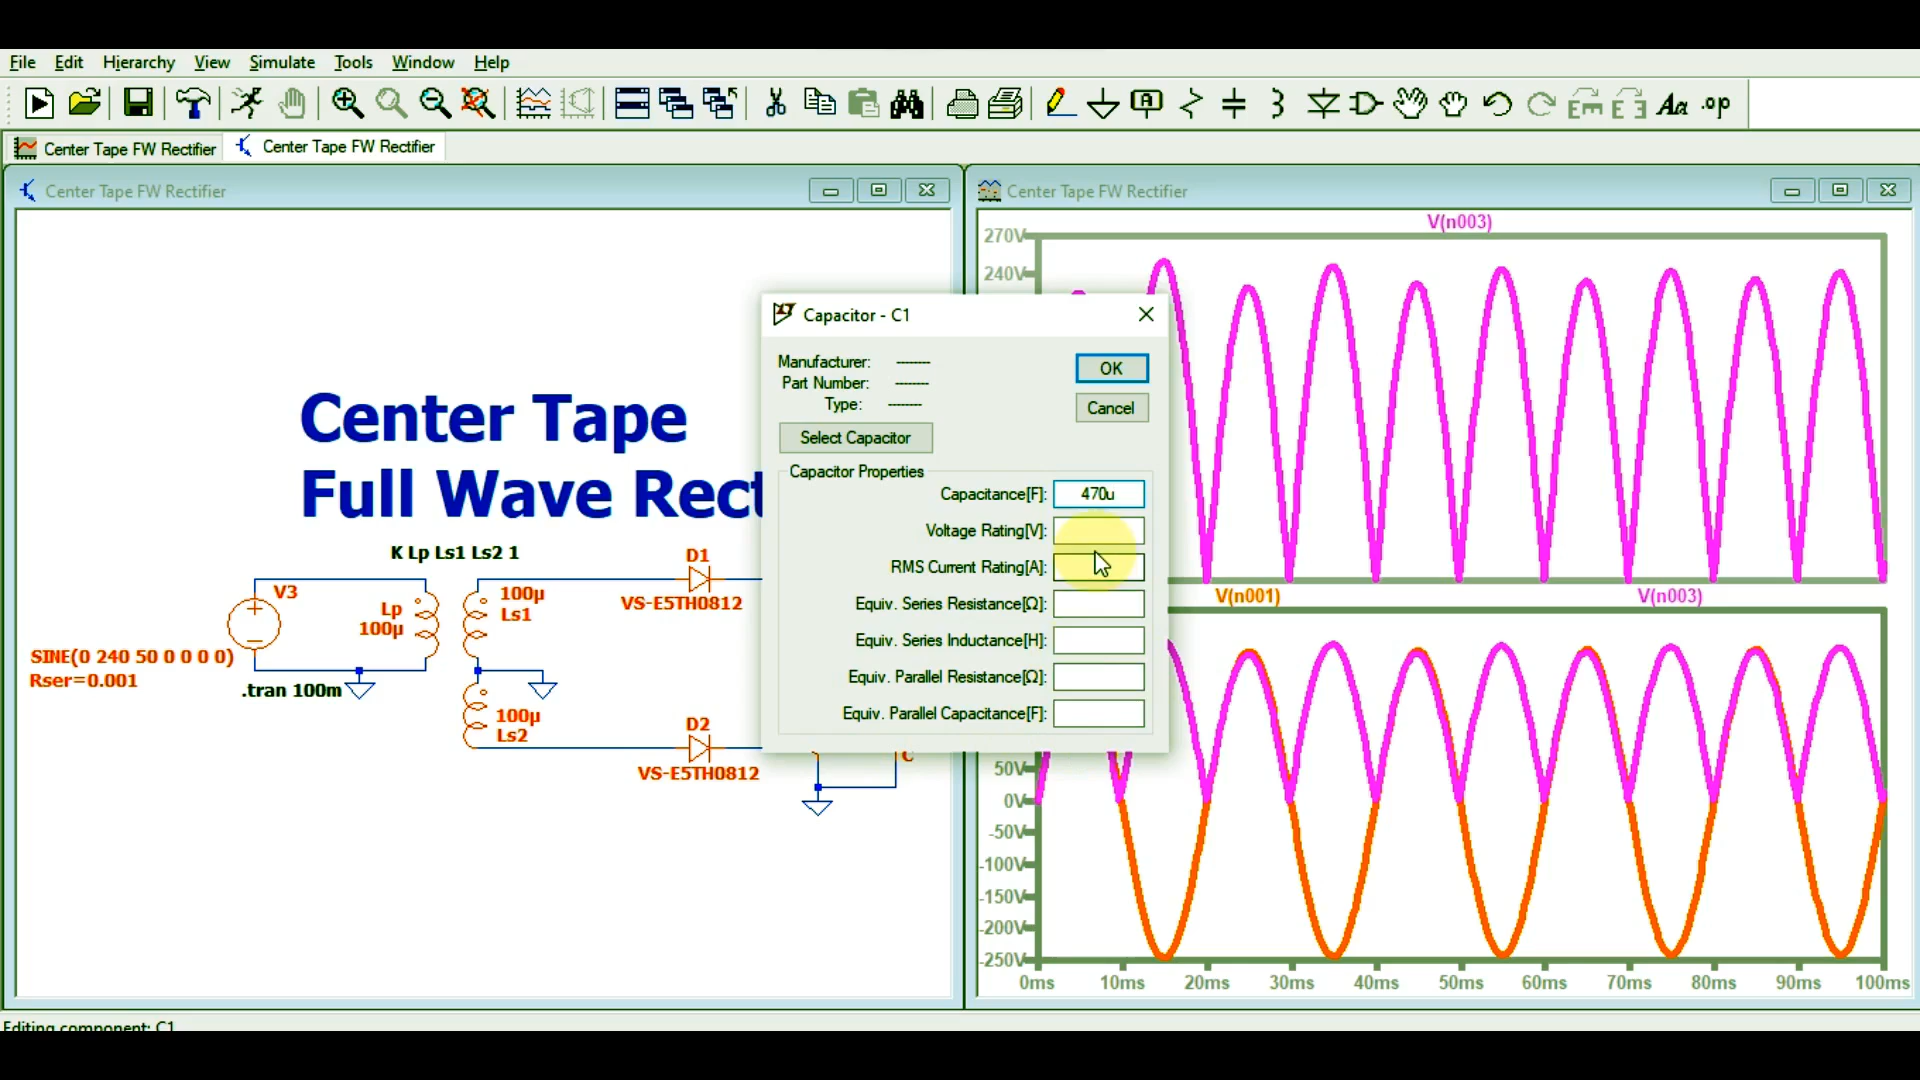 File Edit Hierarchy View Simulate Tools Window Help
A Aa .op
Center Tape FW Rectifier Center Tape FW Rectifier
Center Tape FW Rectifier
Center Tape FW Rectifier
V(n003)
270V
240V
Capacitor - C1
Manufacturer: --------
Part Number: --------
Type: --------
OK
Cancel
Select Capacitor
Capacitor Properties
Capacitance[F]: 470u
Voltage Rating[V]:
RMS Current Rating[A]:
Equiv. Series Resistance[Ω]:
Equiv. Series Inductance[H]:
Equiv. Parallel Resistance[Ω]:
Equiv. Parallel Capacitance[F]:
Center Tape
Full Wave Rect
K Lp Ls1 Ls2 1
V3
Lp
100µ
100µ
Ls1
D1
VS-E5TH0812
SINE(0 240 50 0 0 0 0)
Rser=0.001
.tran 100m
100µ
Ls2
D2
VS-E5TH0812
V(n001) V(n003)
50V
0V
-50V
-100V
-150V
-200V
-250V
0ms 10ms 20ms 30ms 40ms 50ms 60ms 70ms 80ms 90ms 100ms
Editing component: C1